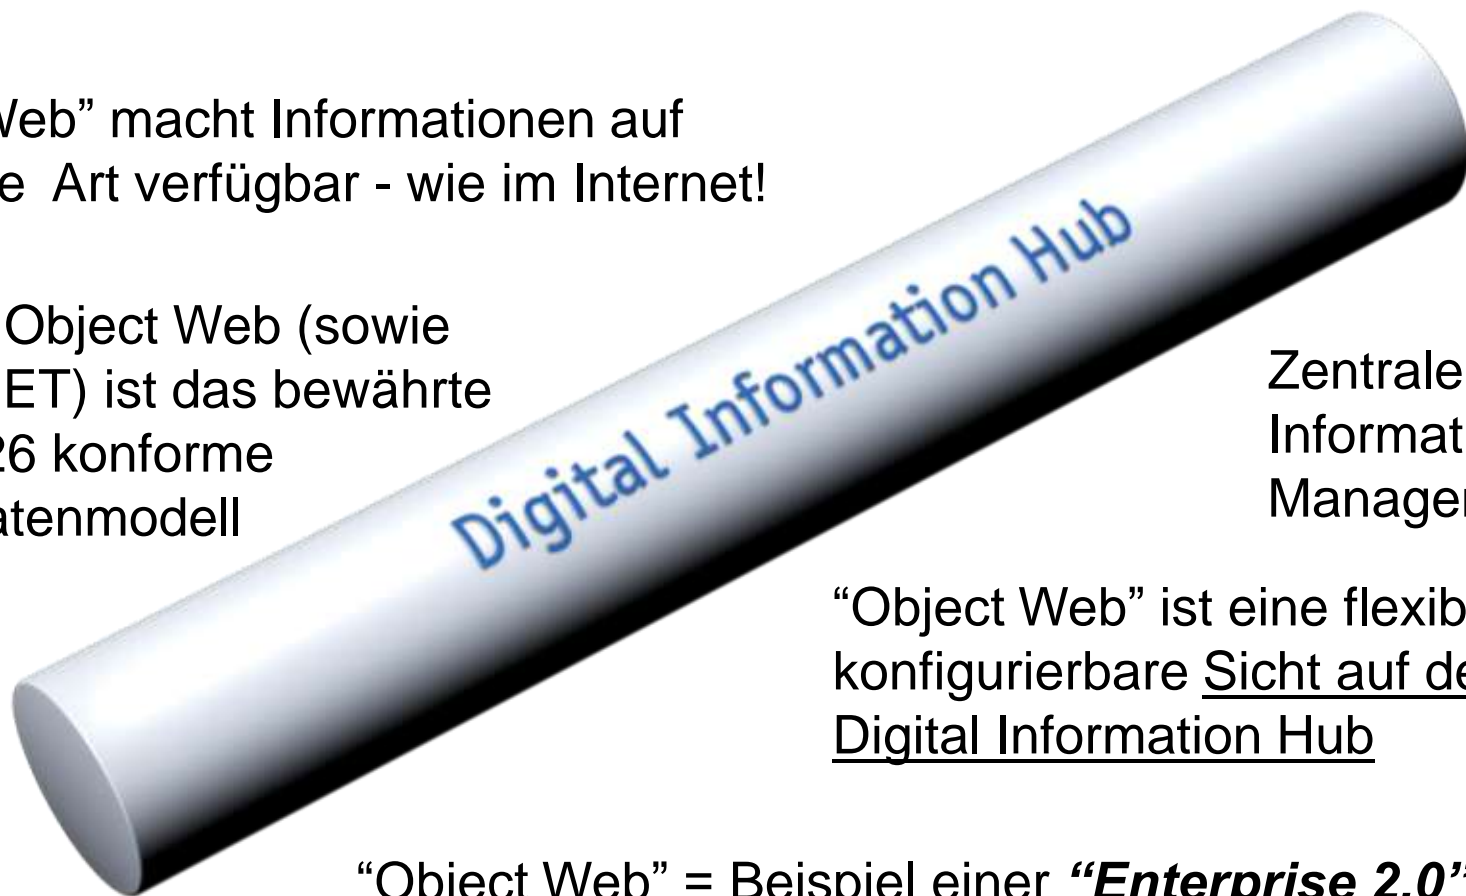 Web” macht Informationen auf
e Art verfügbar - wie im Internet!
Object Web (sowie
ET) ist das bewährte
26 konforme
atenmodell
Digital Information Hub
Zentrale
Informat
Manager
“Object Web” ist eine flexib
konfigurierbare Sicht auf de
Digital Information Hub
“Object Web” = Beispiel einer “Enterprise 2.0”